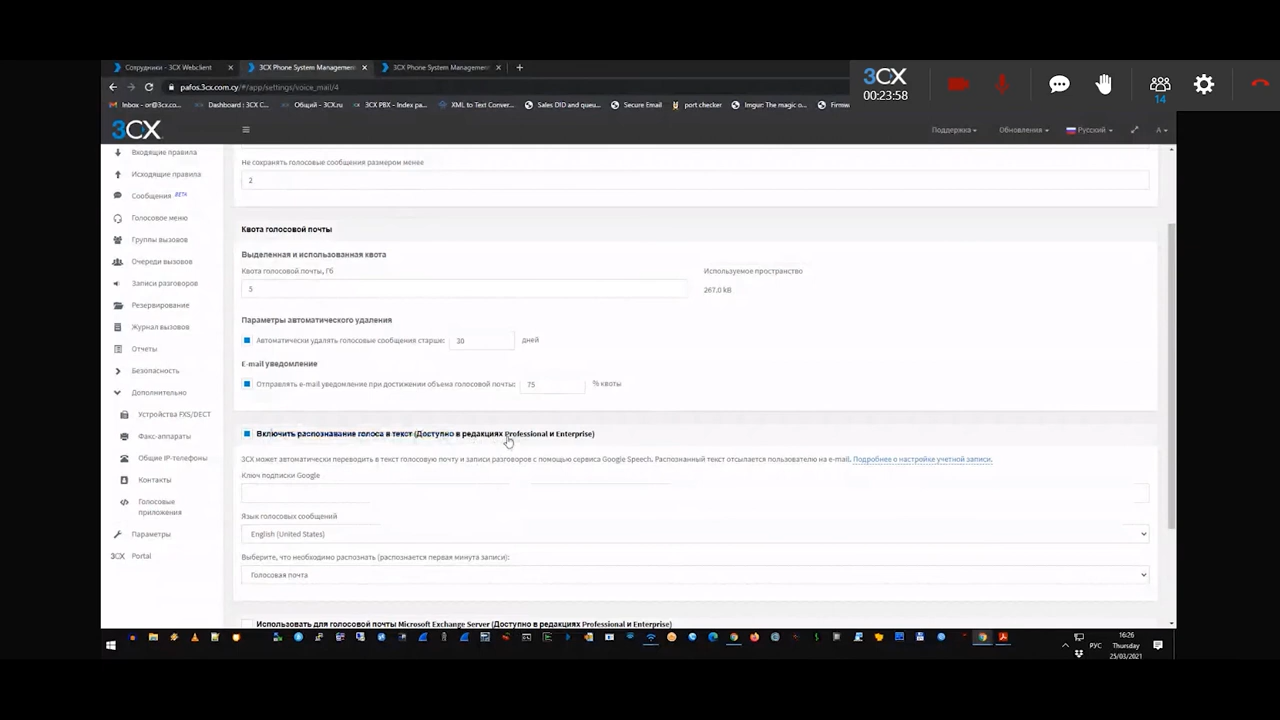 Сотрудники - 3CX Webclient
3CX Phone System Management
3CX Phone System Management
3CX
00:23:58
14
pafos.3cx.com.cy/#/app/settings/voice_mail/4
Inbox - or@3cx.co...
Dashboard : 3CX C...
Общий - 3CX.ru
3CX PBX - Index pa...
XML to Text Conver...
Sales DID and queu...
Secure Email
port checker
Imgur: The magic o...
Firmw
3CX
Поддержка
Обновления
Русский
A
Входящие правила
Исходящие правила
Сообщения BETA
Голосовое меню
Группы вызовов
Очереди вызовов
Записи разговоров
Резервирование
Журнал вызовов
Отчеты
Безопасность
Дополнительно
Устройства FXS/DECT
Факс-аппараты
Общие IP-телефоны
Контакты
Голосовые
приложения
Параметры
3CX Portal
Не сохранять голосовые сообщения размером менее
2
Квота голосовой почты
Выделенная и использованная квота
Квота голосовой почты, Гб
Используемое пространство
5
267.0 kB
Параметры автоматического удаления
Автоматически удалять голосовые сообщения старше: 30 дней
E-mail уведомление
Отправлять e-mail уведомление при достижении объема голосовой почты: 75 % квоты
Включить распознавание голоса в текст (Доступно в редакциях Professional и Enterprise)
3CX может автоматически переводить в текст голосовую почту и записи разговоров с помощью сервиса Google Speech. Распознанный текст отсылается пользователю на e-mail. Подробнее о настройке учетной записи.
Ключ подписки Google
Язык голосовых сообщений
English (United States)
Выберите, что необходимо распознать (распознается первая минута записи):
Голосовая почта
Использовать для голосовой почты Microsoft Exchange Server (Доступно в редакциях Professional и Enterprise)
РУС
16:26
Thursday
25/03/2021